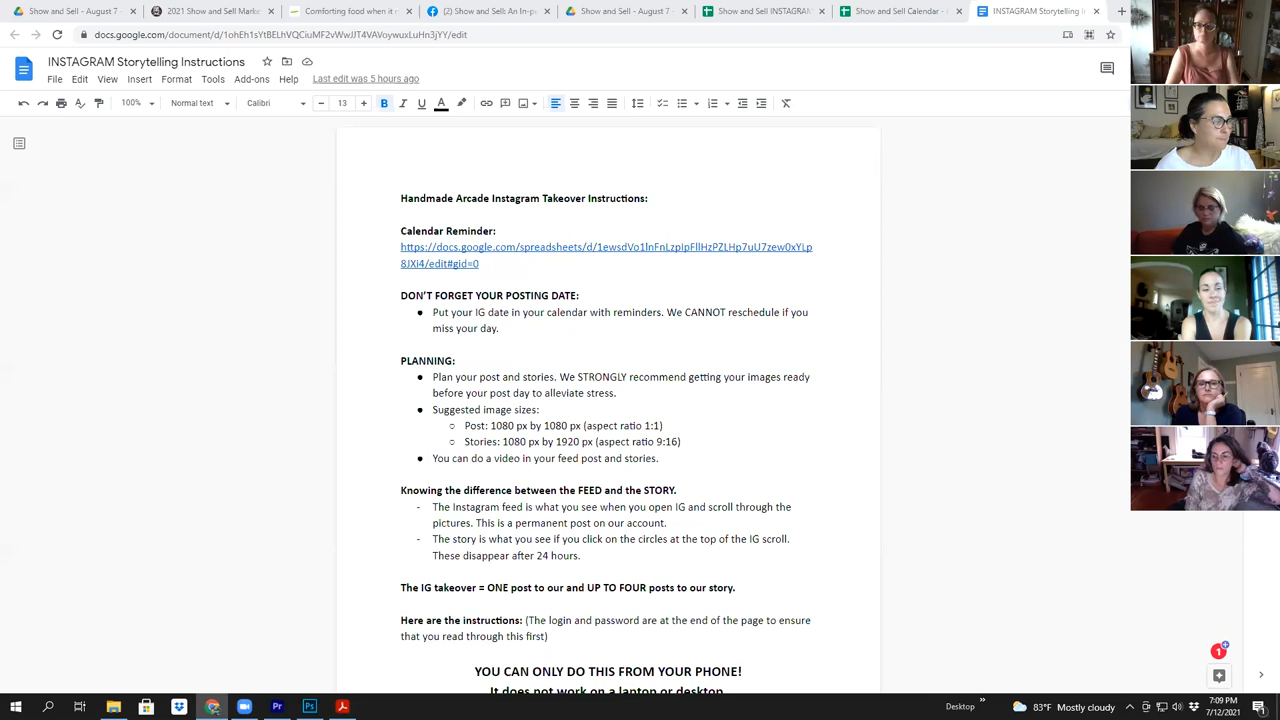 Show and Sell - August 7
2021 Show and Sell Mark
Comforting food when it
(2) Show and Sell: An In-p
Show and Sell - August 7
Show and Sell INSTAGRAM
Show and Sell Calendar -
INSTAGRAM Storytelling I
docs.google.com/document/d/1ohEh1sYtBELhVQCiuMF2vWwJJT4VAVoywuxLuHn3jYY/edit
INSTAGRAM Storytelling Instructions
File Edit View Insert Format Tools Add-ons Help Last edit was 5 hours ago
100% Normal text Calibri 13
Handmade Arcade Instagram Takeover Instructions:
Calendar Reminder:
https://docs.google.com/spreadsheets/d/1ewsdVo1lnFnLzpIpFllHzPZLHp7uU7zew0xYLp
8JXi4/edit#gid=0
DON'T FORGET YOUR POSTING DATE:
● Put your IG date in your calendar with reminders. We CANNOT reschedule if you
miss your day.
PLANNING:
● Plan your post and stories. We STRONGLY recommend getting your images ready
before your post day to alleviate stress.
● Suggested image sizes:
○ Post: 1080 px by 1080 px (aspect ratio 1:1)
○ Stories: 1080 px by 1920 px (aspect ratio 9:16)
● You can do a video in your feed post and stories.
Knowing the difference between the FEED and the STORY.
- The Instagram feed is what you see when you open IG and scroll through the
pictures. This is a permanent post on our account.
- The story is what you see if you click on the circles at the top of the IG scroll.
These disappear after 24 hours.
The IG takeover = ONE post to our and UP TO FOUR posts to our story.
Here are the instructions: (The login and password are at the end of the page to ensure
that you read through this first)
YOU CAN ONLY DO THIS FROM YOUR PHONE!
It does not work on a laptop or desktop
1
Desktop
83°F Mostly cloudy
7:09 PM
7/12/2021
1